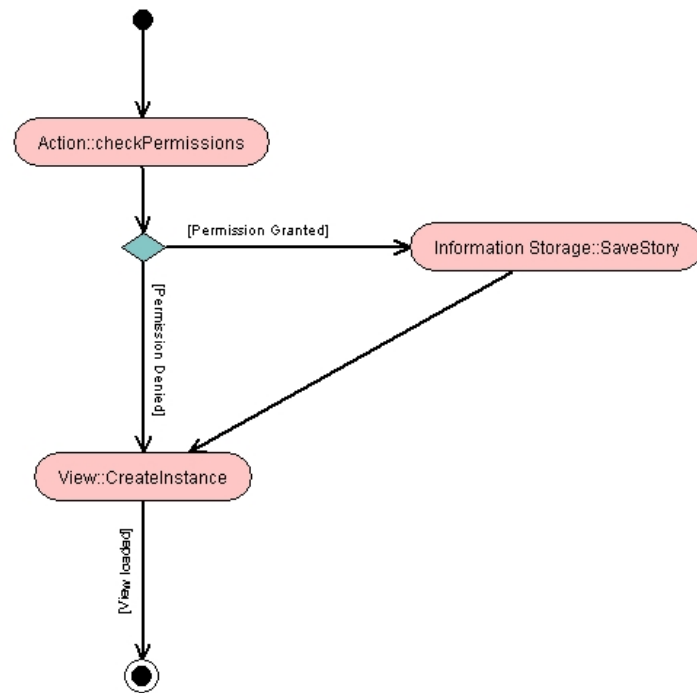 Action::checkPermissions
[Permission Granted]
Information Storage::SaveStory
[Permission Denied]
View::CreateInstance
[View loaded]